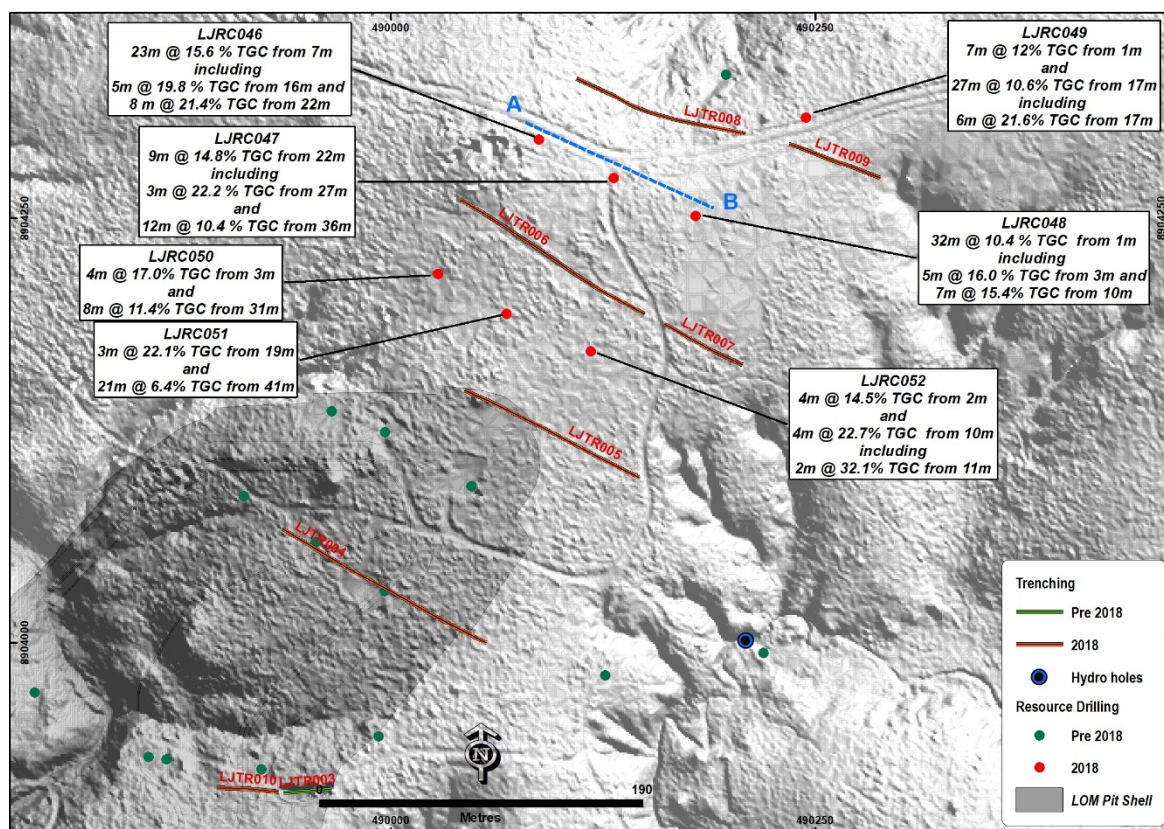 490000
490250
LJRC046
23m @ 15.6 % TGC from 7m
including
5m @ 19.8 % TGC from 16m and
8 m @ 21.4% TGC from 22m
LJRC049
7m @ 12% TGC from 1m
and
27m @ 10.6% TGC from 17m
including
6m @ 21.6% TGC from 17m
A
LJTR008
LJTR009
LJRC047
9m @ 14.8% TGC from 22m
including
3m @ 22.2 % TGC from 27m
and
12m @ 10.4 % TGC from 36m
B
8904250
8904250
LJTR006
LJRC048
32m @ 10.4 % TGC from 1m
including
5m @ 16.0 % TGC from 3m and
7m @ 15.4% TGC from 10m
LJRC050
4m @ 17.0% TGC from 3m
and
8m @ 11.4% TGC from 31m
LJRC051
3m @ 22.1% TGC from 19m
and
21m @ 6.4% TGC from 41m
LJTR007
LJRC052
4m @ 14.5% TGC from 2m
and
4m @ 22.7% TGC from 10m
including
2m @ 32.1% TGC from 11m
LJTR005
LJTR004
8904000
Trenching
Pre 2018
2018
Hydro holes
Resource Drilling
Pre 2018
2018
LOM Pit Shell
N
LJTR010
LJTR003
0
190
Metres
490000
490250